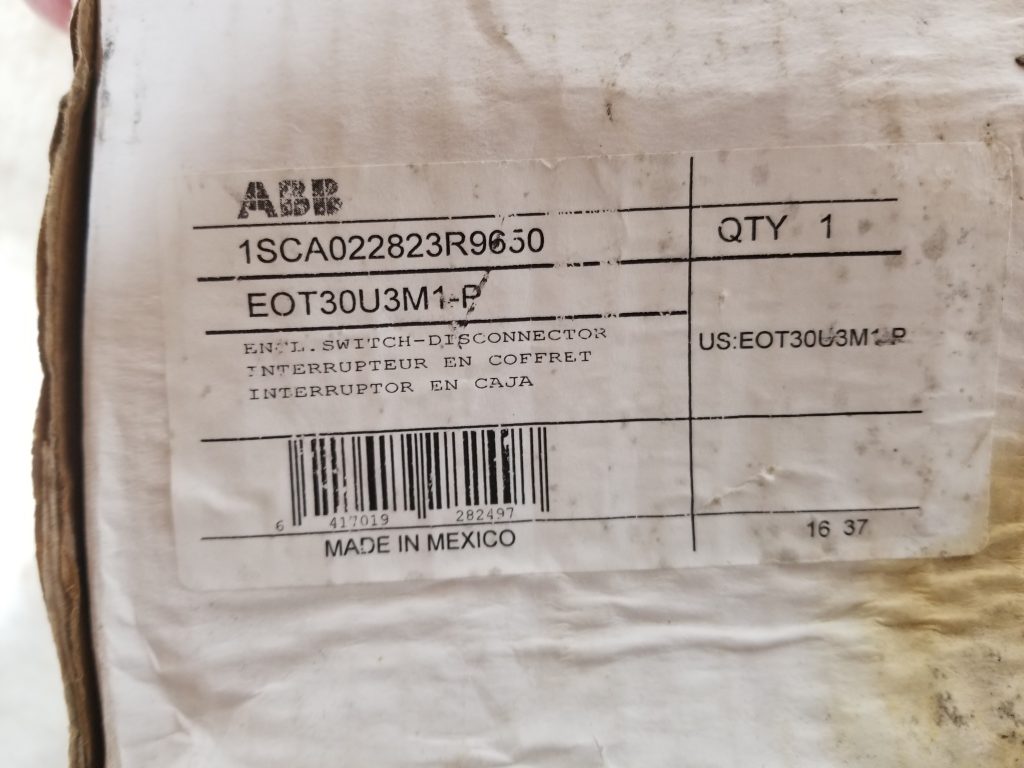 ABB
1SCA022823R9650
QTY 1
EOT30U3M1-P
US:EOT30U3M1-P
ENCL.SWITCH-DISCONNECTOR
INTERRUPTEUR EN COFFRET
INTERRUPTOR EN CAJA
6 417019 282497
MADE IN MEXICO
16 37